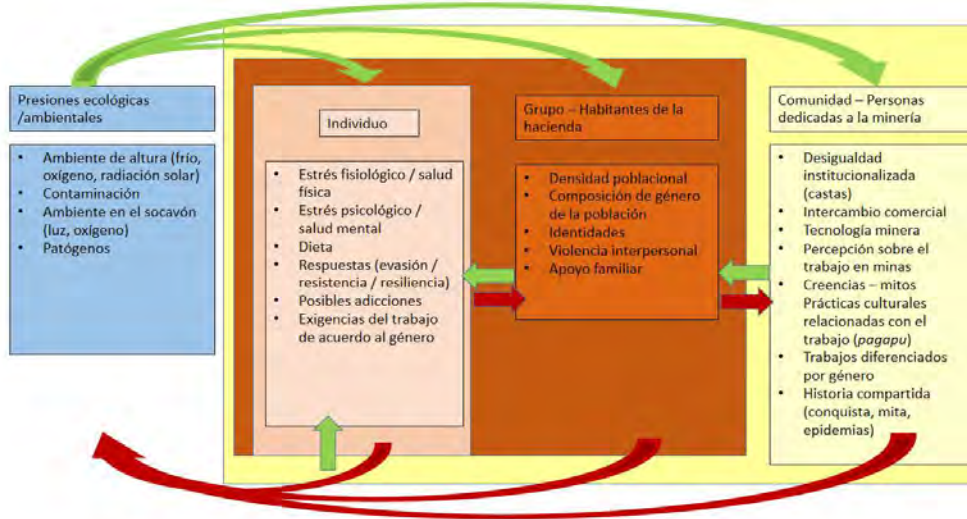 Presiones ecológicas
/ambientales
• Ambiente de altura (frío,
oxígeno, radiación solar)
• Contaminación
• Ambiente en el socavón
(luz, oxígeno)
• Patógenos
Individuo
• Estrés fisiológico / salud
física
• Estrés psicológico /
salud mental
• Dieta
• Respuestas (evasión /
resistencia / resiliencia)
• Posibles adicciones
• Exigencias del trabajo
de acuerdo al género
Grupo – Habitantes de la
hacienda
• Densidad poblacional
• Composición de género
de la población
• Identidades
• Violencia interpersonal
• Apoyo familiar
Comunidad – Personas
dedicadas a la minería
• Desigualdad
institucionalizada
(castas)
• Intercambio comercial
• Tecnología minera
• Percepción sobre el
trabajo en minas
• Creencias – mitos
• Prácticas culturales
relacionadas con el
trabajo (pagapu)
• Trabajos diferenciados
por género
• Historia compartida
(conquista, mita,
epidemias)